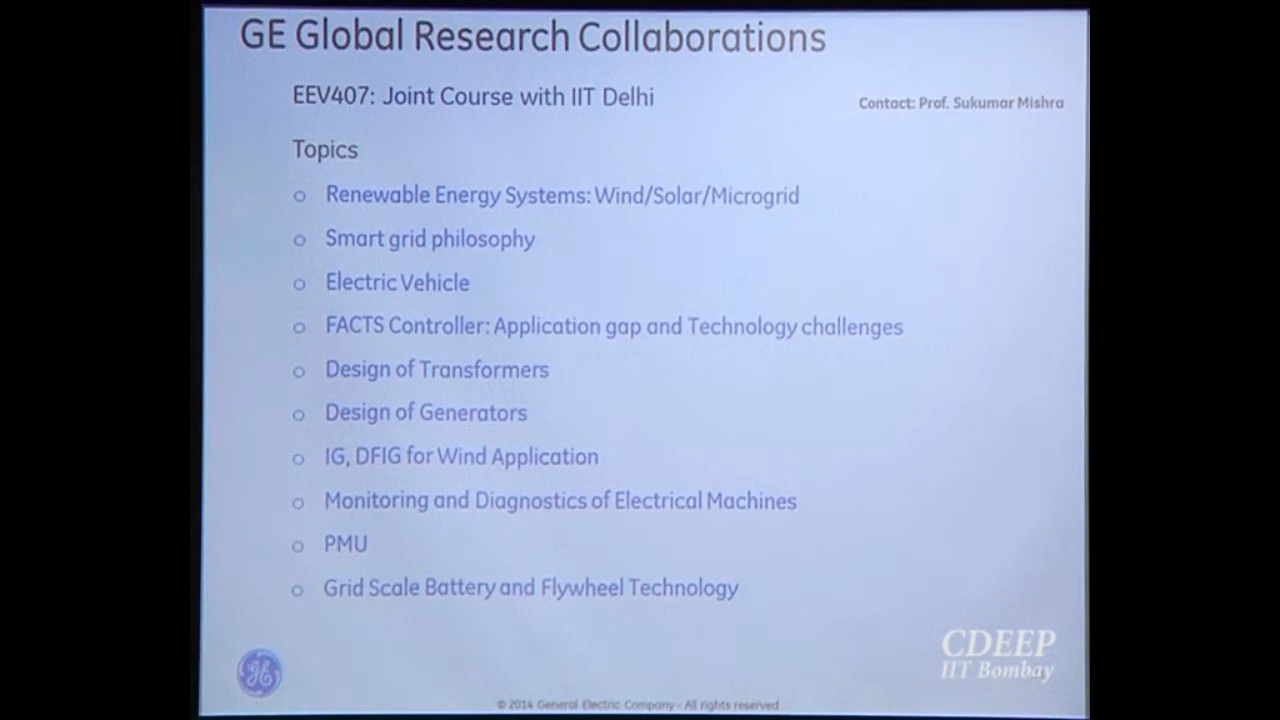 GE Global Research Collaborations
EEV407: Joint Course with IIT Delhi
Contact: Prof. Sukumar Mishra
Topics
o Renewable Energy Systems: Wind/Solar/Microgrid
o Smart grid philosophy
o Electric Vehicle
o FACTS Controller: Application gap and Technology challenges
o Design of Transformers
o Design of Generators
o IG, DFIG for Wind Application
o Monitoring and Diagnostics of Electrical Machines
o PMU
o Grid Scale Battery and Flywheel Technology
CDEEP
IIT Bombay
GE
© 2014 General Electric Company - All rights reserved